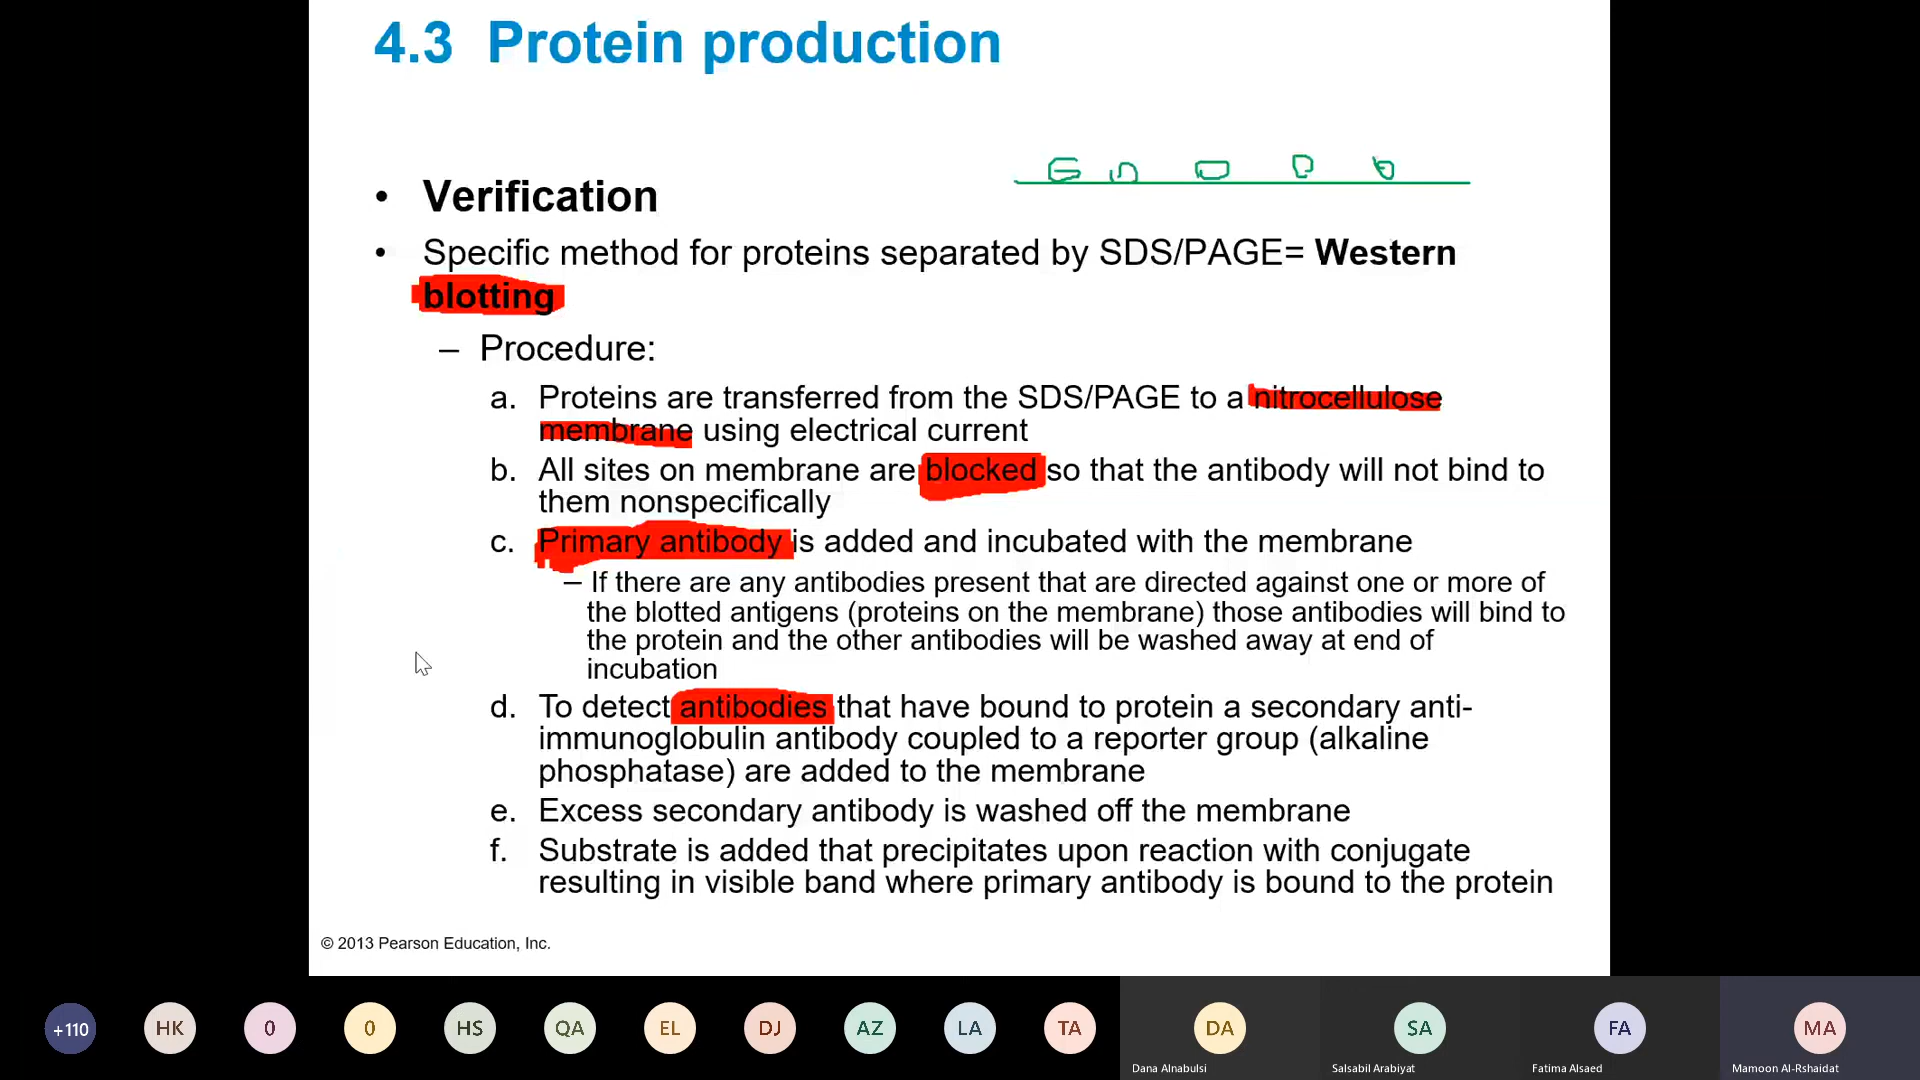 4.3 Protein production
• Verification
• Specific method for proteins separated by SDS/PAGE= Western
blotting
– Procedure:
a. Proteins are transferred from the SDS/PAGE to a nitrocellulose
membrane using electrical current
b. All sites on membrane are blocked so that the antibody will not bind to
them nonspecifically
c. Primary antibody is added and incubated with the membrane
– If there are any antibodies present that are directed against one or more of
the blotted antigens (proteins on the membrane) those antibodies will bind to
the protein and the other antibodies will be washed away at end of
incubation
d. To detect antibodies that have bound to protein a secondary anti-
immunoglobulin antibody coupled to a reporter group (alkaline
phosphatase) are added to the membrane
e. Excess secondary antibody is washed off the membrane
f. Substrate is added that precipitates upon reaction with conjugate
resulting in visible band where primary antibody is bound to the protein
© 2013 Pearson Education, Inc.
+110 HK 0 0 HS QA EL DJ AZ LA TA DA SA FA MA
Dana Alnabulsi Salsabil Arabiyat Fatima Alsaed Mamoon Al-Rshaidat